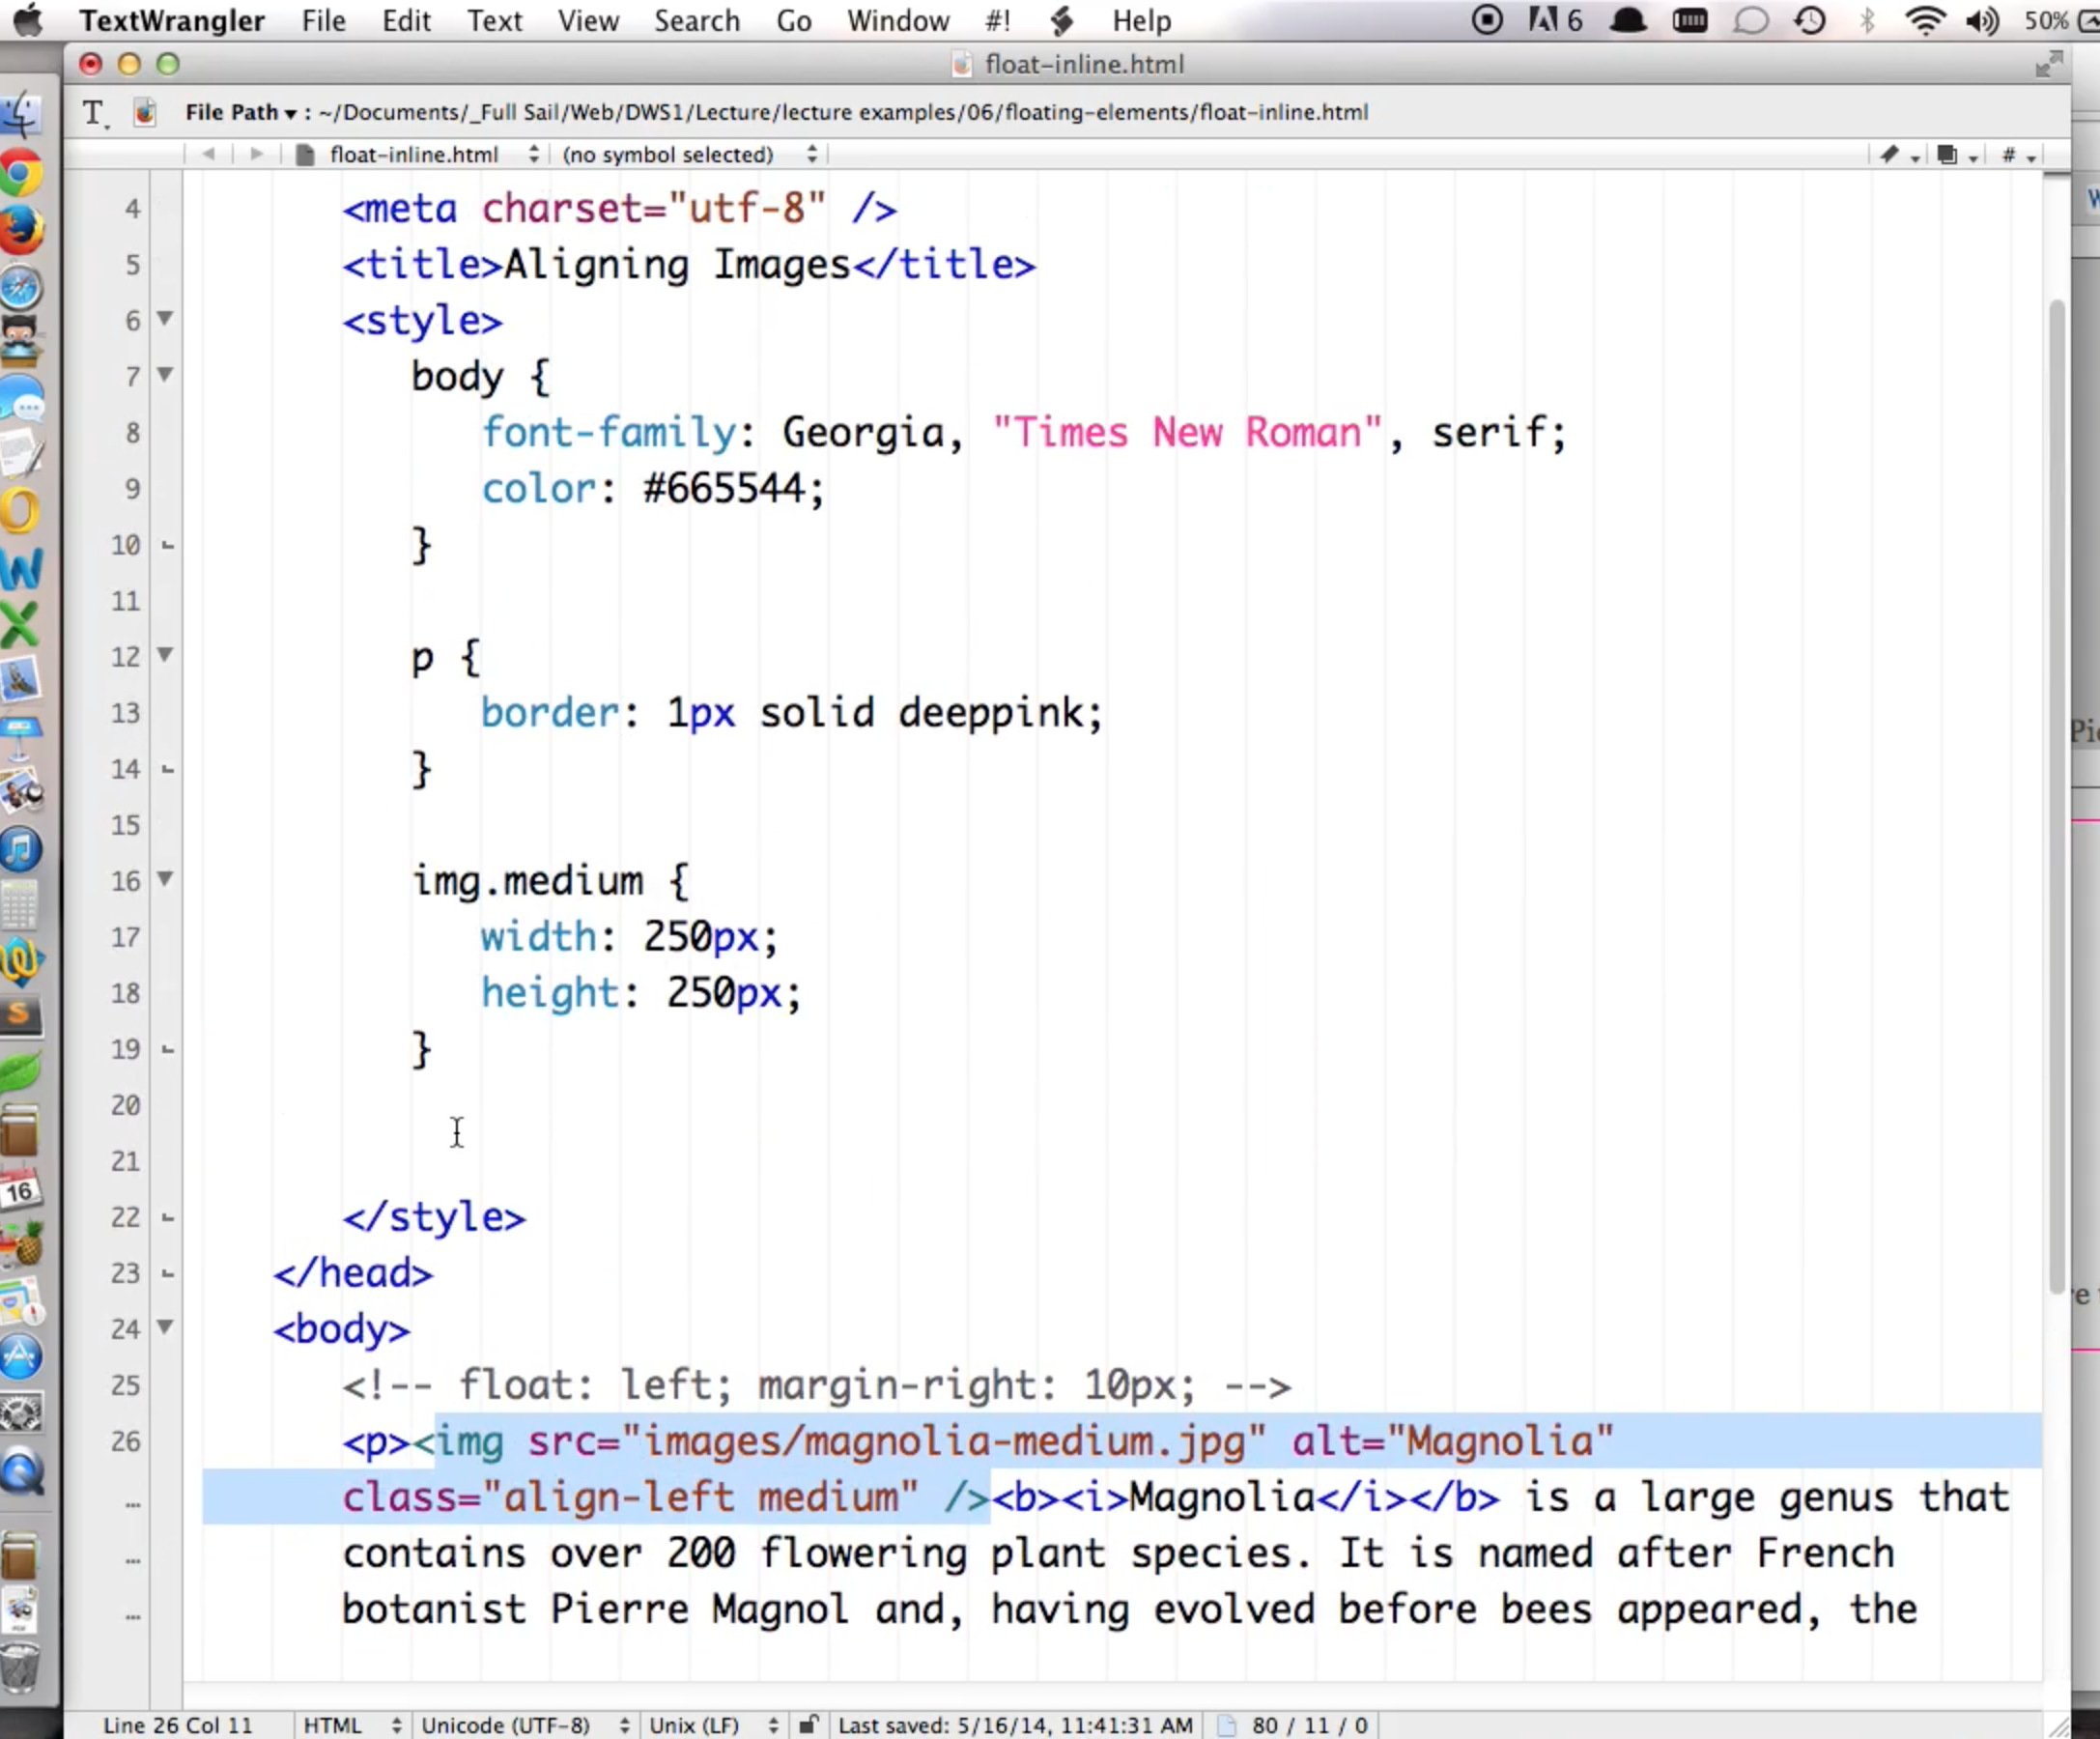 TextWrangler File Edit Text View Search Go Window #! Help 6 50%
float-inline.html
File Path : ~/Documents/_Full Sail/Web/DWS1/Lecture/lecture examples/06/floating-elements/float-inline.html
float-inline.html (no symbol selected) #
4 <meta charset="utf-8" />
5 <title>Aligning Images</title>
6 <style>
7 body {
8 font-family: Georgia, "Times New Roman", serif;
9 color: #665544;
10 }
11
12 p {
13 border: 1px solid deeppink;
14 }
15
16 img.medium {
17 width: 250px;
18 height: 250px;
19 }
20
21
22 </style>
23 </head>
24 <body>
25 <!-- float: left; margin-right: 10px; -->
26 <p><img src="images/magnolia-medium.jpg" alt="Magnolia"
… class="align-left medium" /><b><i>Magnolia</i></b> is a large genus that
… contains over 200 flowering plant species. It is named after French
… botanist Pierre Magnol and, having evolved before bees appeared, the
Line 26 Col 11 HTML Unicode (UTF-8) Unix (LF) Last saved: 5/16/14, 11:41:31 AM 80 / 11 / 0
16